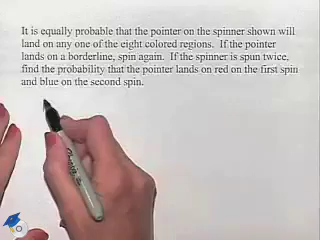 It is equally probable that the pointer on the spinner shown will
land on any one of the eight colored regions. If the pointer
lands on a borderline, spin again. If the spinner is spun twice,
find the probability that the pointer lands on red on the first spin
and blue on the second spin.
Sharpie